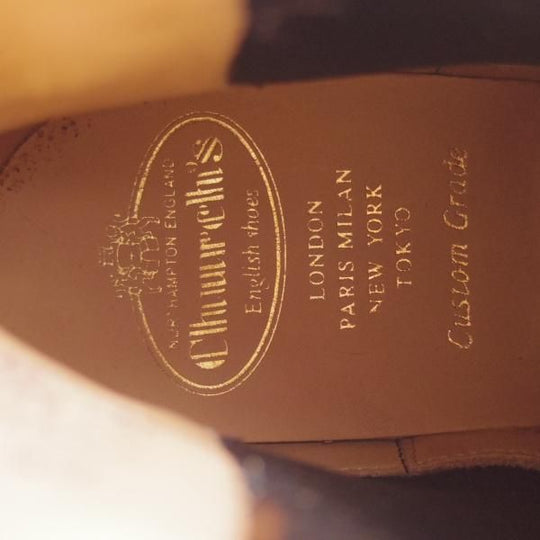 NORTHAMPTON ENGLAND
Church's
English shoes
LONDON
PARIS MILAN
NEW YORK
TOKYO
Custom Grade